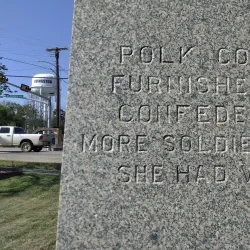 POLK CO
FURNISHE
CONFEDE
MORE SOLDIE
SHE HAD V